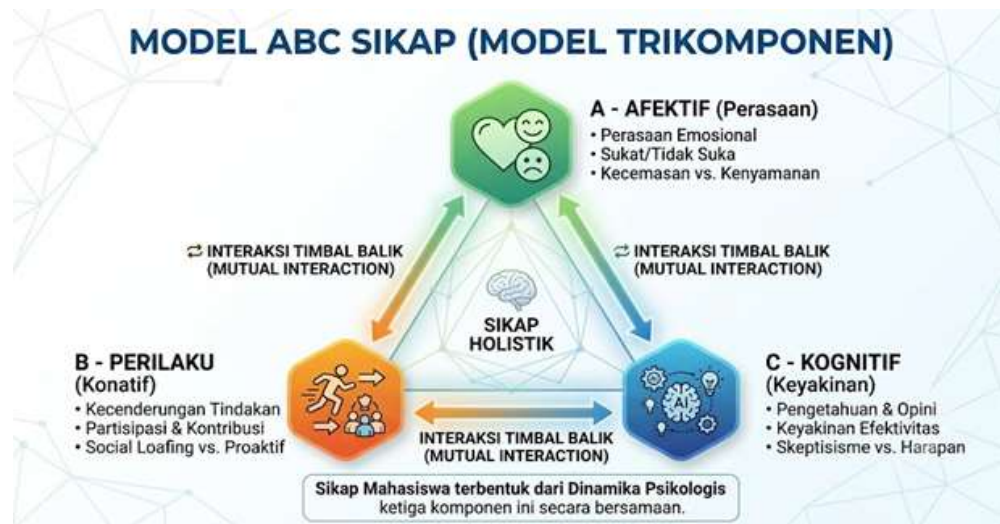 MODEL ABC SIKAP (MODEL TRIKOMPONEN)
A - AFEKTIF (Perasaan)
• Perasaan Emosional
• Sukat/Tidak Suka
• Kecemasan vs. Kenyamanan
INTERAKSI TIMBAL BALIK
(MUTUAL INTERACTION)
INTERAKSI TIMBAL BALIK
(MUTUAL INTERACTION)
SIKAP
HOLISTIK
B - PERILAKU
(Konatif)
• Kecenderungan Tindakan
• Partisipasi & Kontribusi
• Social Loafing vs. Proaktif
AI
C - KOGNITIF
(Keyakinan)
• Pengetahuan & Opini
• Keyakinan Efektivitas
• Skeptisisme vs. Harapan
INTERAKSI TIMBAL BALIK
(MUTUAL INTERACTION)
Sikap Mahasiswa terbentuk dari Dinamika Psikologis
ketiga komponen ini secara bersamaan.